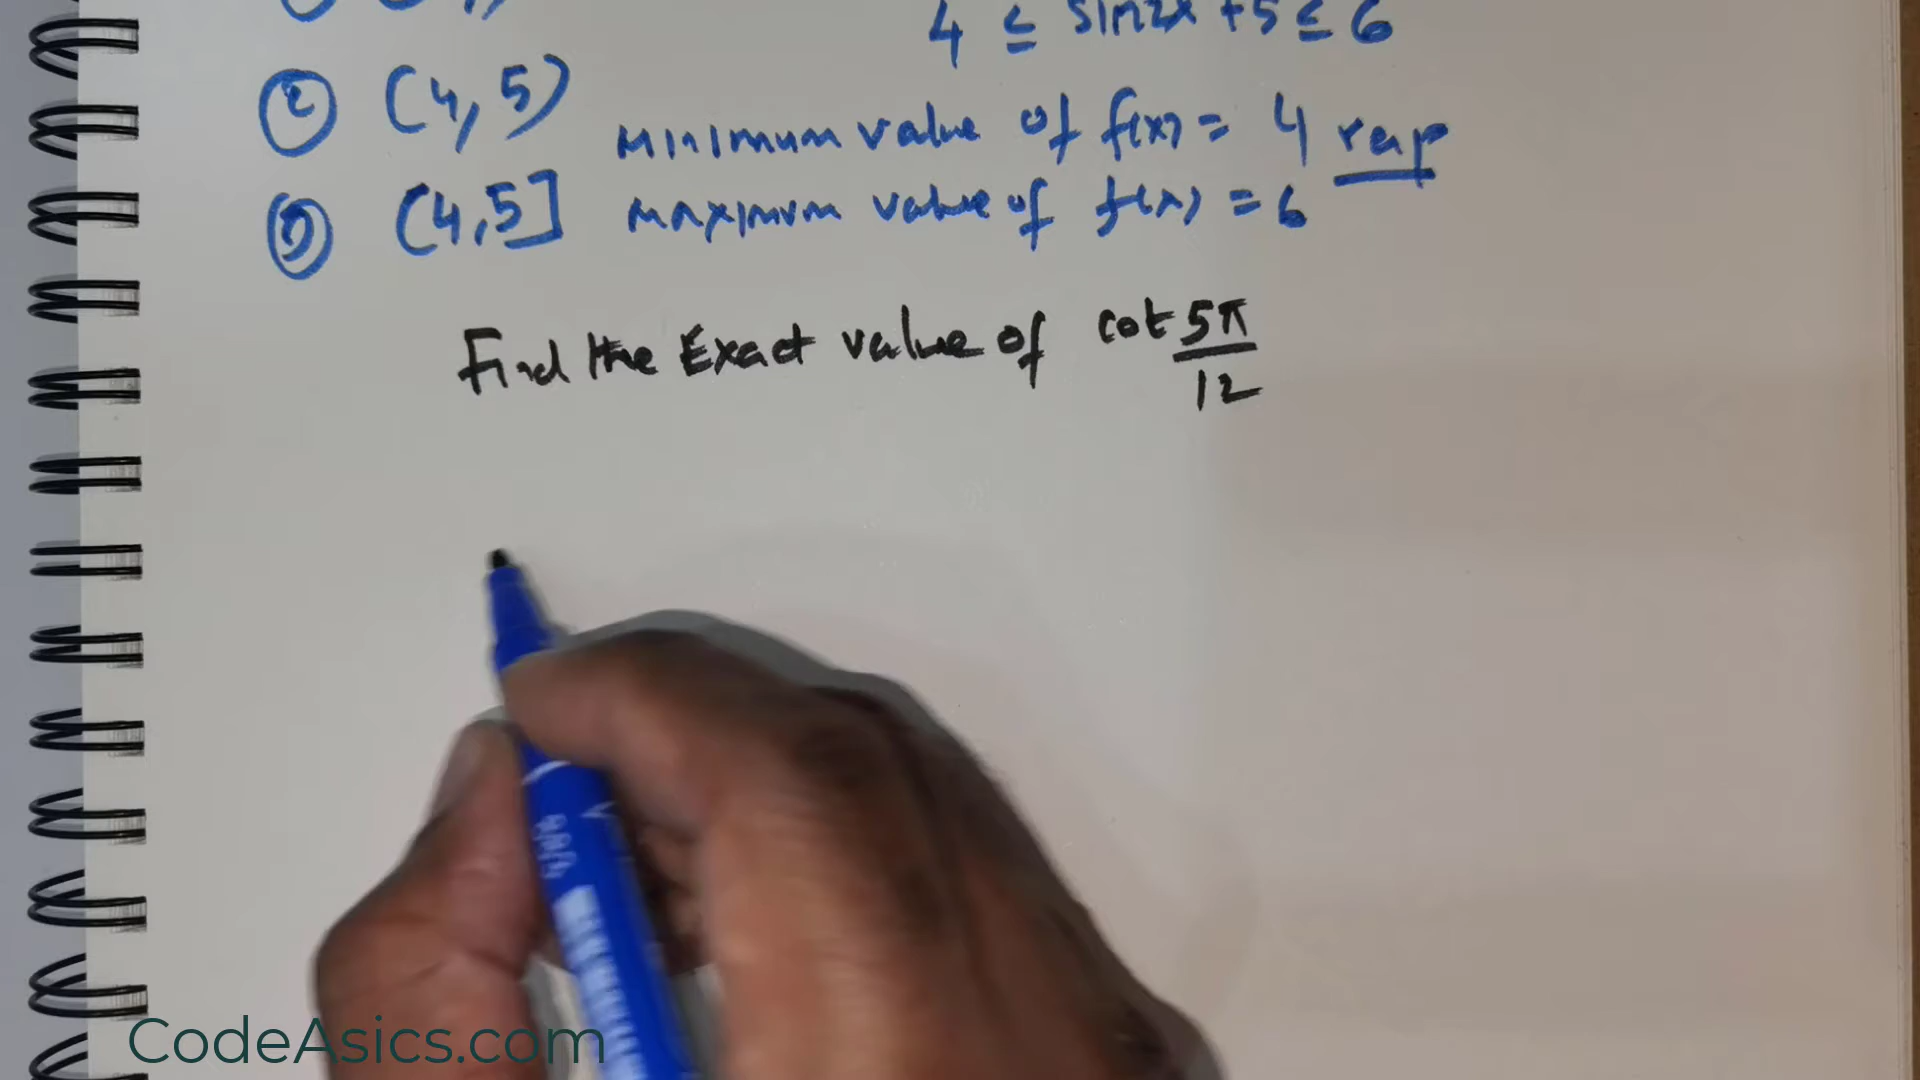 4 ≤ sin2x + 5 ≤ 6
C (4, 5)
minimum value of f(x) = 4
D (4, 5] maximum value of f(x) = 6
Find the Exact value of cot 5π/12
CodeAsics.com